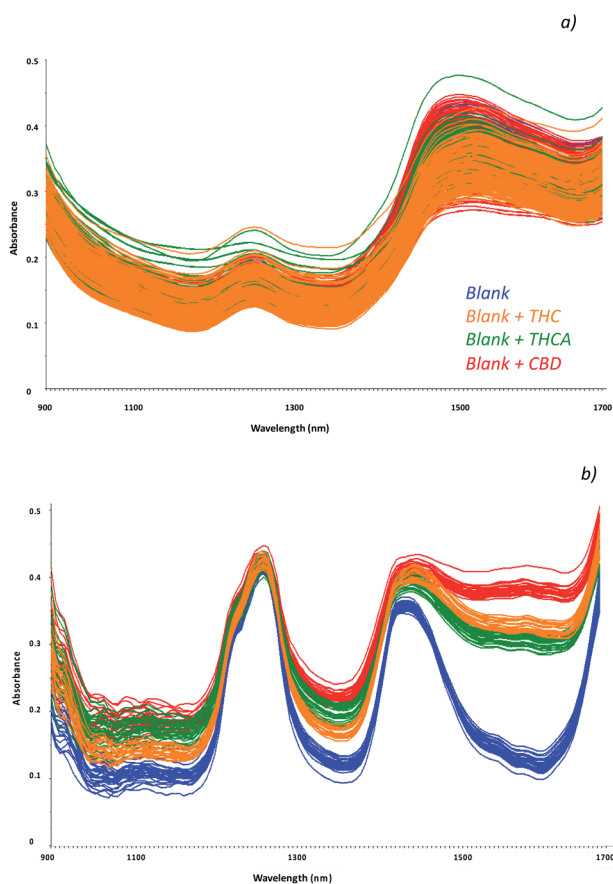 a)
0.5
0.4
0.3
0.2
0.1
0
Absorbance
Blank
Blank + THC
Blank + THCA
Blank + CBD
900 1100 1300 1500 1700
Wavelength (nm)
b)
0.5
0.4
0.3
0.2
0.1
0
Absorbance
900 1100 1300 1500 1700
Wavelength (nm)